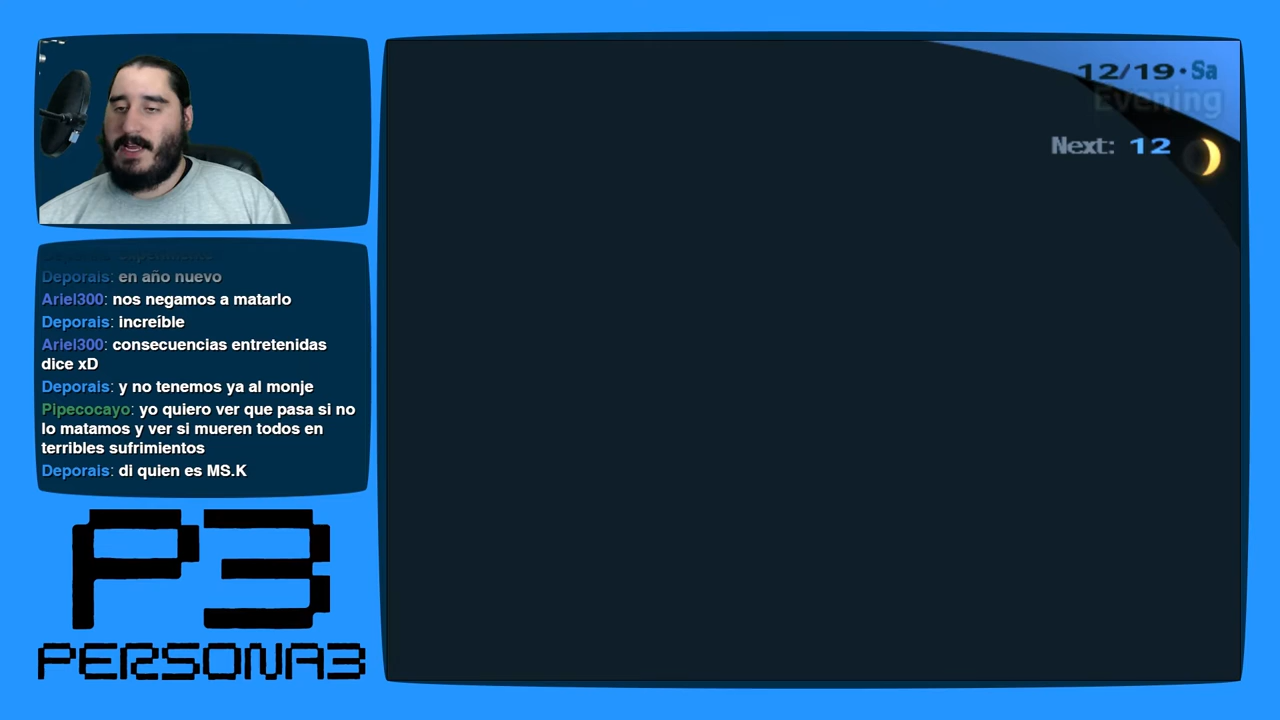 12/19・Sa
Evening
Next: 12
Deporais: en año nuevo
Ariel300: nos negamos a matarlo
Deporais: increíble
Ariel300: consecuencias entretenidas
dice xD
Deporais: y no tenemos ya al monje
Pipecocayo: yo quiero ver que pasa si no
lo matamos y ver si mueren todos en
terribles sufrimientos
Deporais: di quien es MS.K
P3
PERSONA3